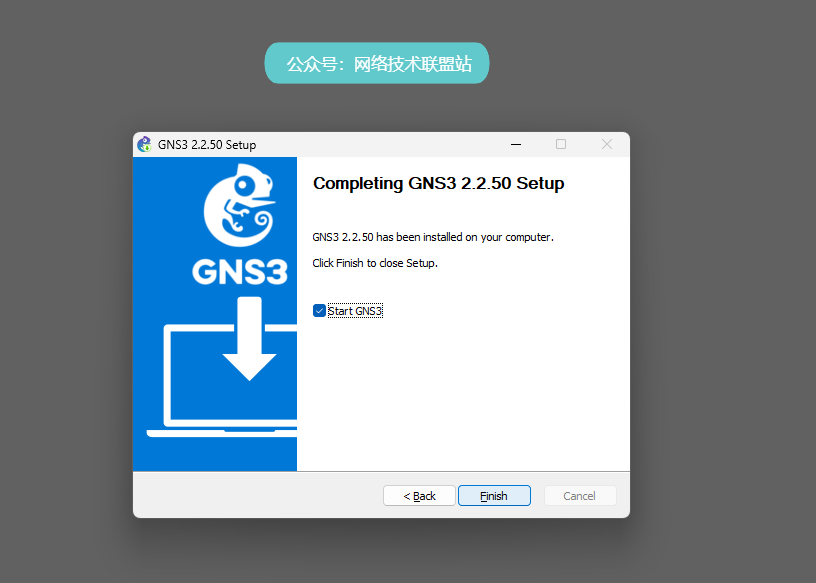 公众号：网络技术联盟站
GNS3 2.2.50 Setup
GNS3
Completing GNS3 2.2.50 Setup
GNS3 2.2.50 has been installed on your computer.
Click Finish to close Setup.
Start GNS3
< Back
Finish
Cancel